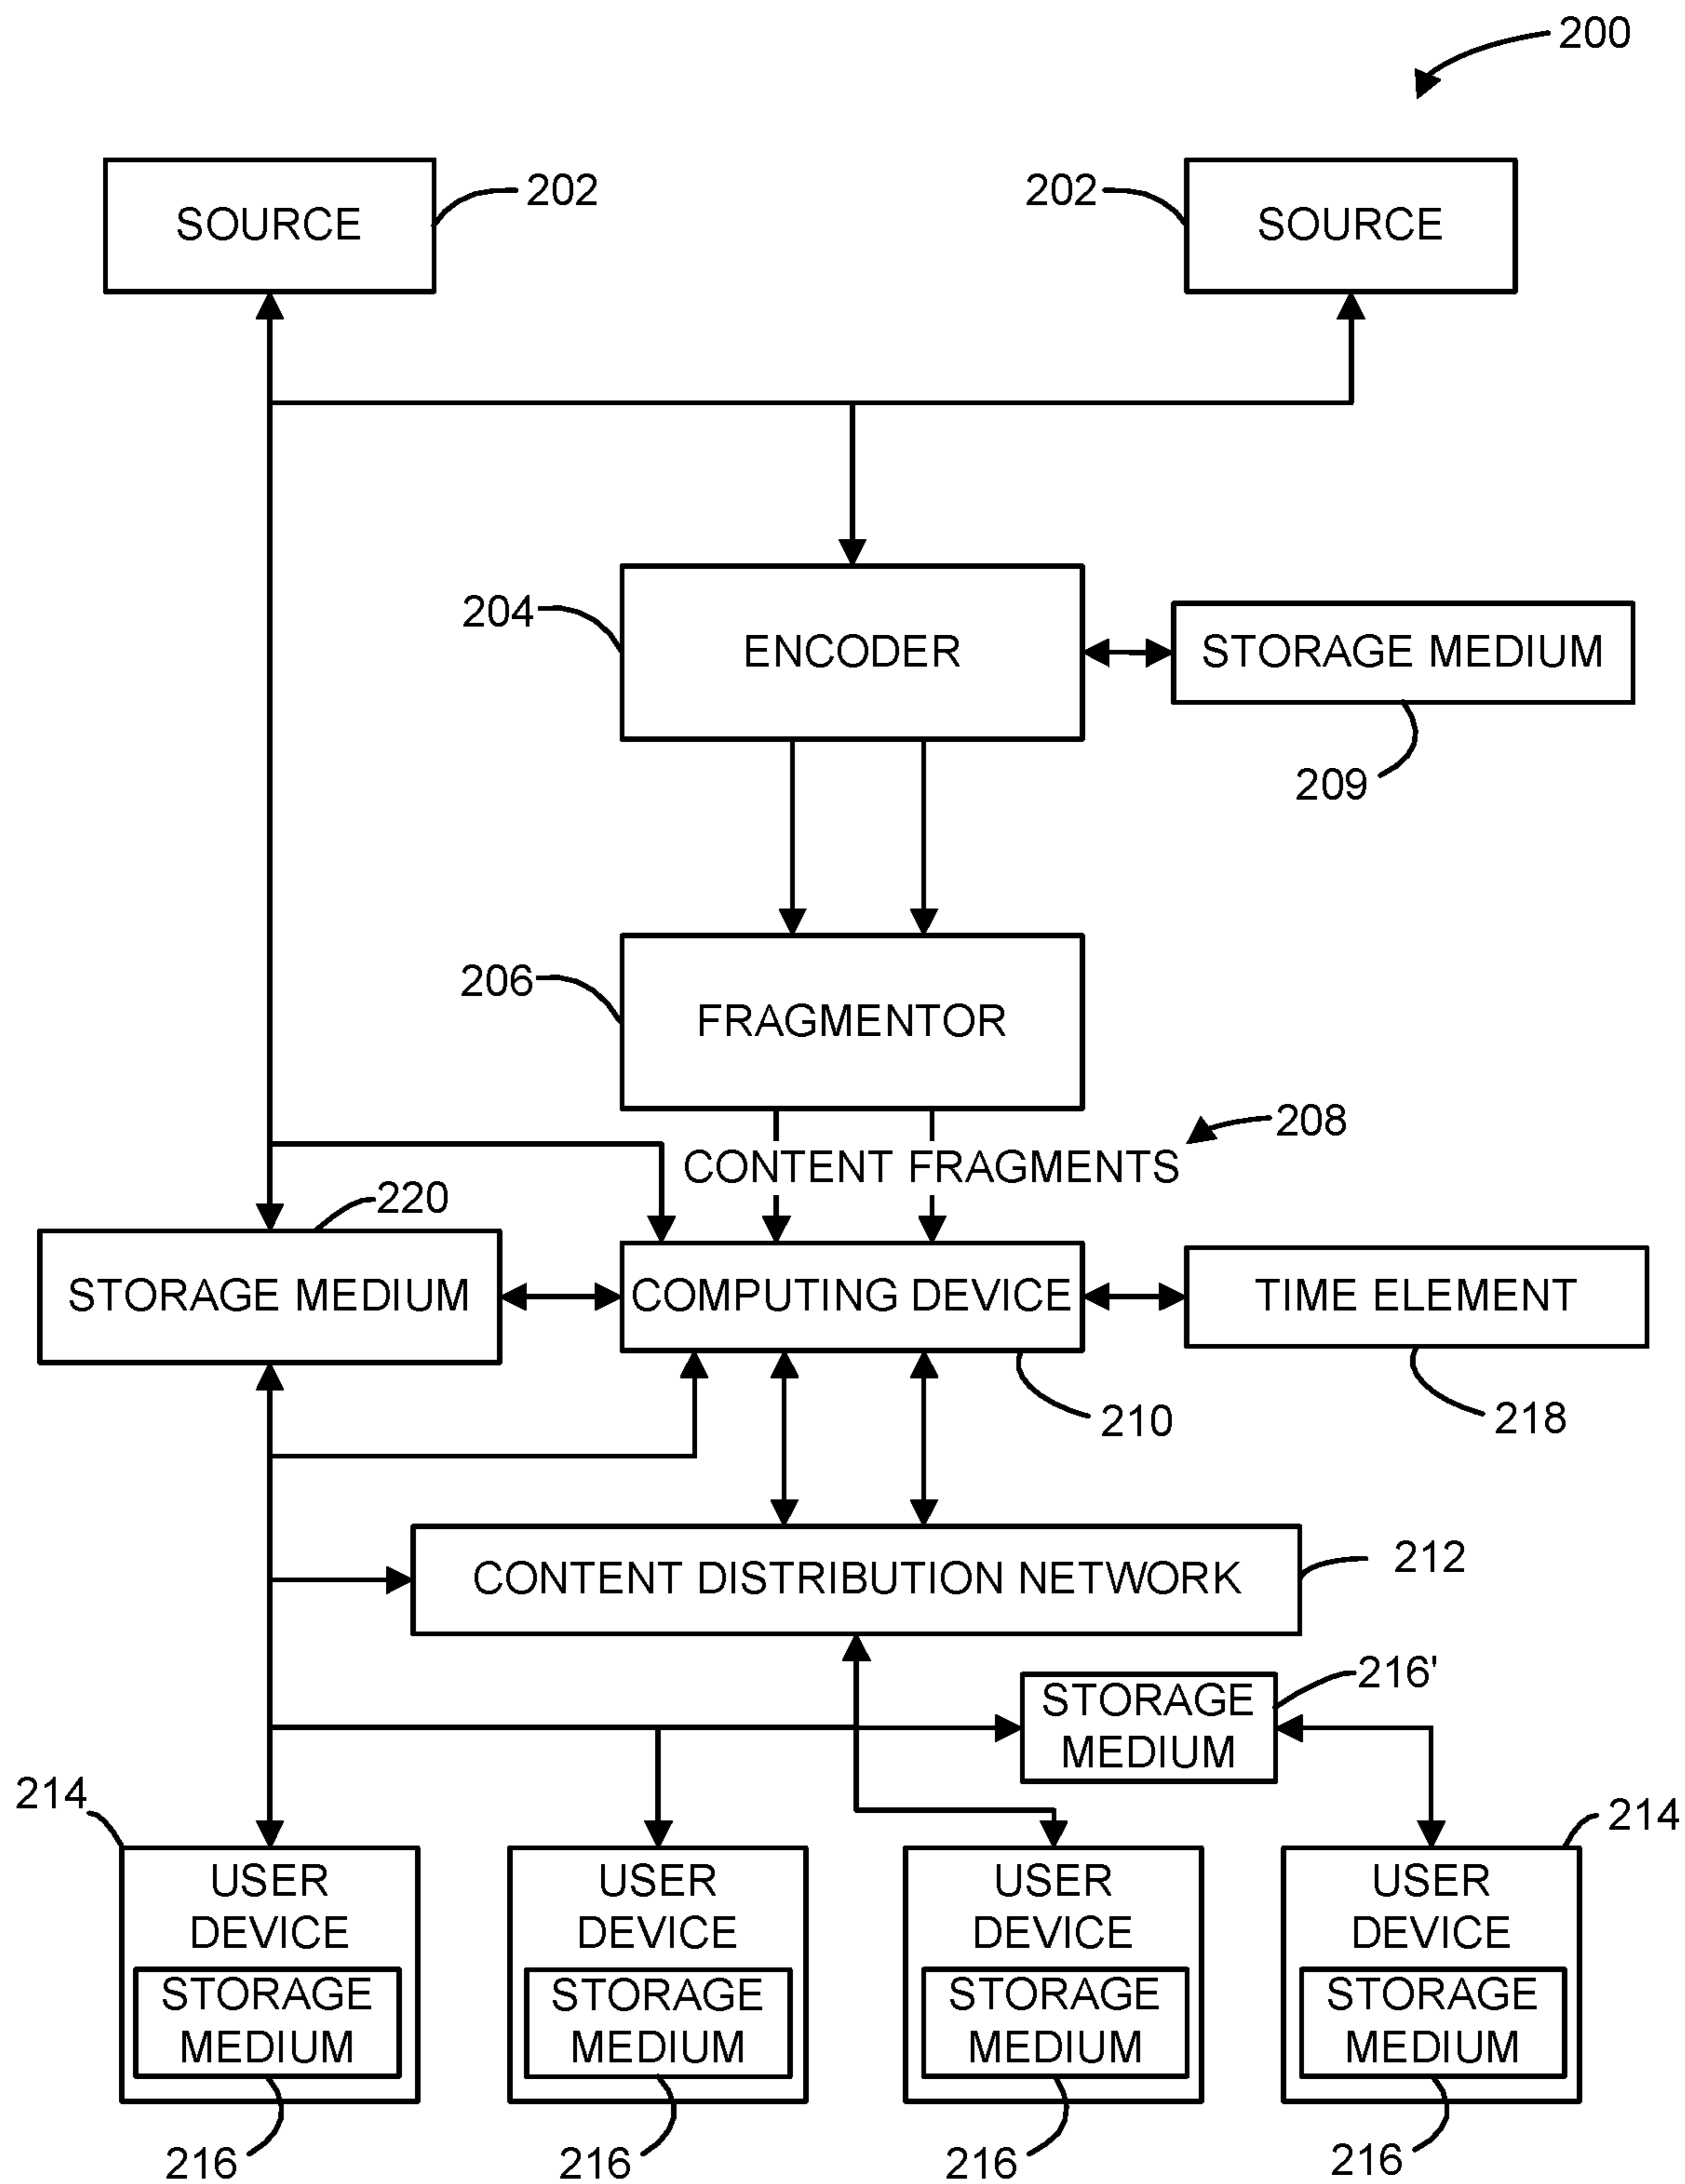 200
SOURCE
202
202
SOURCE
204
ENCODER
STORAGE MEDIUM
209
206
FRAGMENTOR
208
CONTENT FRAGMENTS
220
STORAGE MEDIUM
COMPUTING DEVICE
TIME ELEMENT
210
218
CONTENT DISTRIBUTION NETWORK
212
STORAGE
MEDIUM
216'
214
214
USER
DEVICE
STORAGE
MEDIUM
USER
DEVICE
STORAGE
MEDIUM
USER
DEVICE
STORAGE
MEDIUM
USER
DEVICE
STORAGE
MEDIUM
216
216
216
216